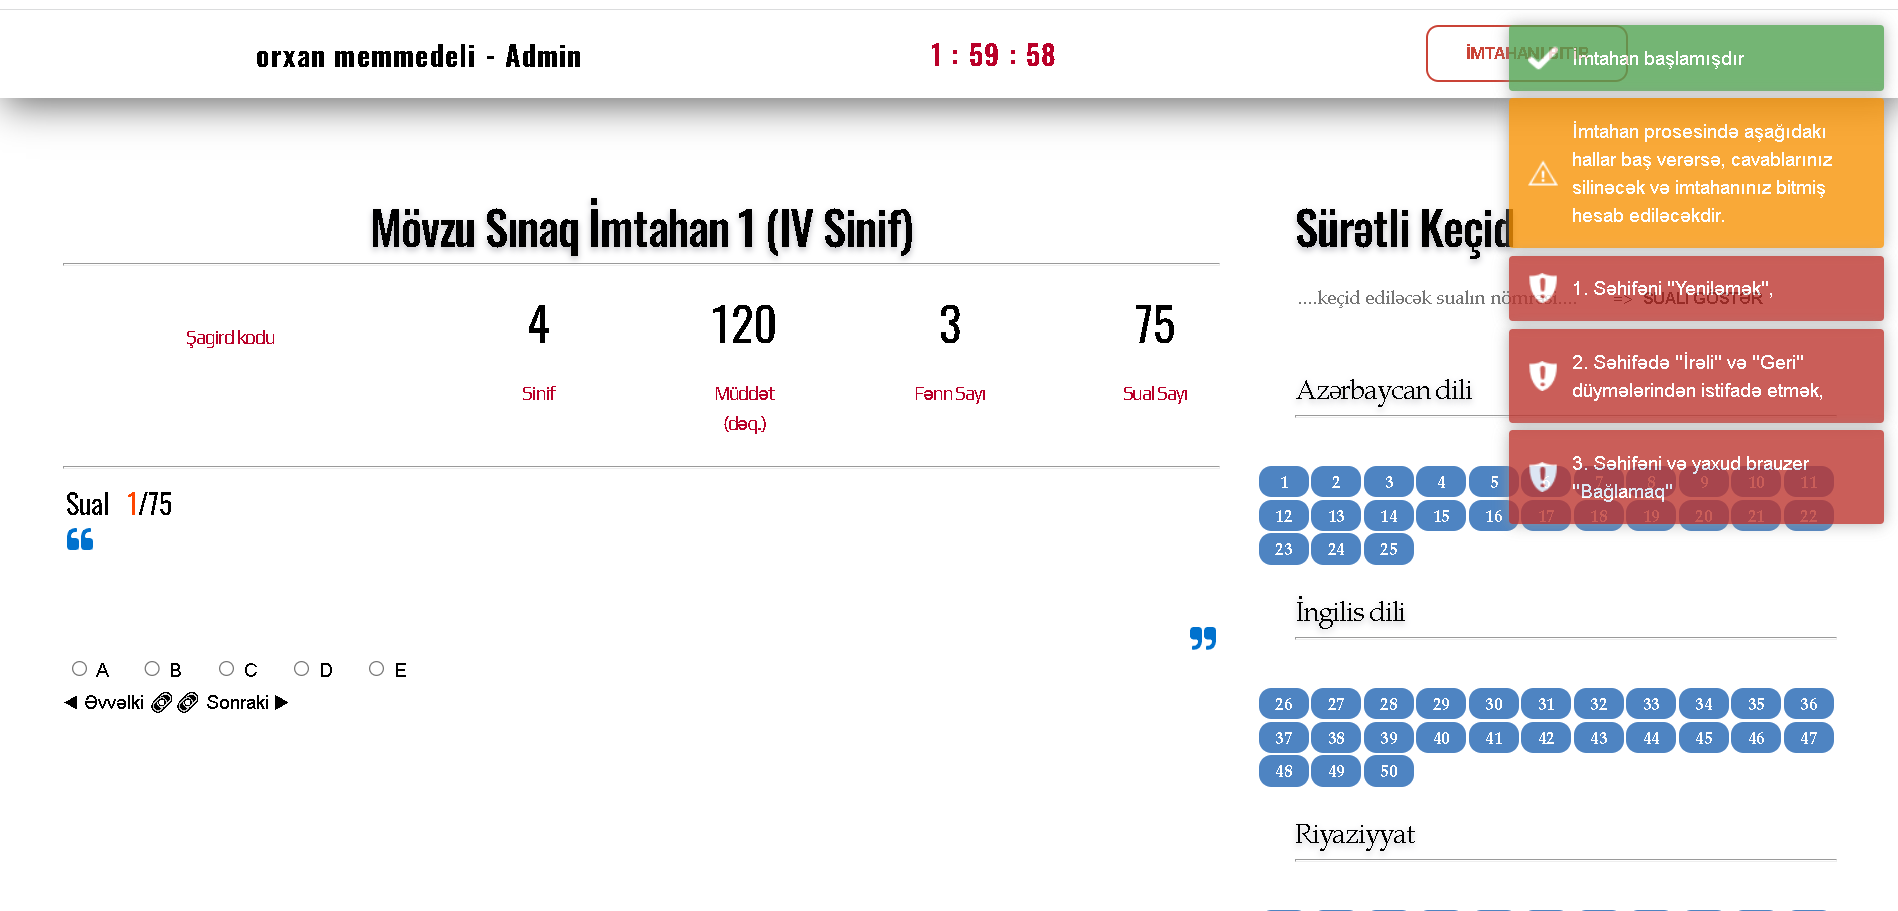 orxan memmedeli - Admin
1 : 59 : 58
İMTAHANI BİTİR
İmtahan başlamışdır
İmtahan prosesində aşağıdakı
hallar baş verərsə, cavablarınız
silinəcək və imtahanınız bitmiş
hesab ediləcəkdir.
1. Səhifəni "Yeniləmək",
2. Səhifədə "İrəli" və "Geri"
düymələrindən istifadə etmək,
3. Səhifəni və yaxud brauzer
"Bağlamaq"
Mövzu Sınaq İmtahan 1 (IV Sinif)
Şagird kodu
4
Sinif
120
Müddət
(dəq.)
3
Fənn Sayı
75
Sual Sayı
Sual 1/75
A B C D E
Əvvəlki Sonraki
Sürətli Keçid
....keçid ediləcək sualın nömrəsi.... => SUALI GÖSTƏR
Azərbaycan dili
1 2 3 4 5 6 7 8 9 10 11
12 13 14 15 16 17 18 19 20 21 22
23 24 25
İngilis dili
26 27 28 29 30 31 32 33 34 35 36
37 38 39 40 41 42 43 44 45 46 47
48 49 50
Riyaziyyat